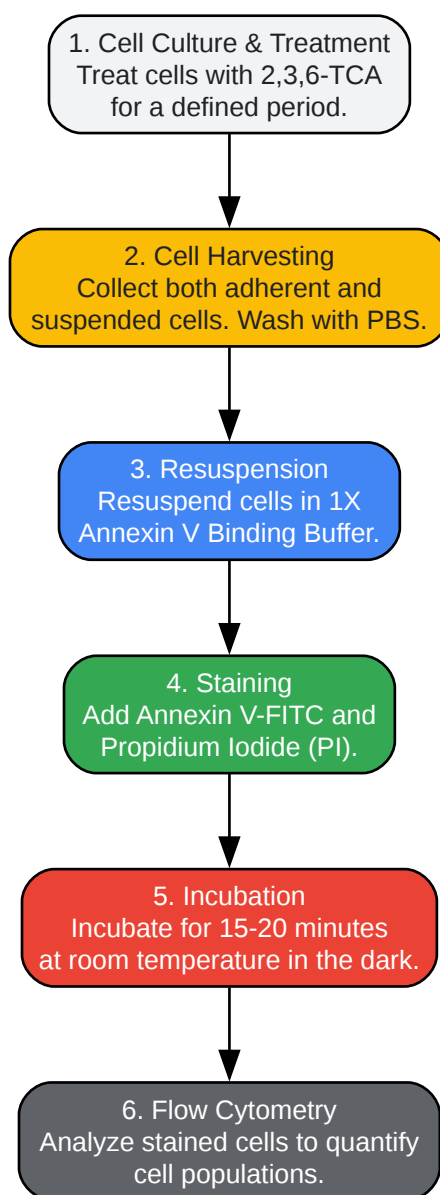 1. Cell Culture & Treatment
Treat cells with 2,3,6-TCA
for a defined period.
2. Cell Harvesting
Collect both adherent and
suspended cells. Wash with PBS.
3. Resuspension
Resuspend cells in 1X
Annexin V Binding Buffer.
4. Staining
Add Annexin V-FITC and
Propidium Iodide (PI).
5. Incubation
Incubate for 15-20 minutes
at room temperature in the dark.
6. Flow Cytometry
Analyze stained cells to quantify
cell populations.